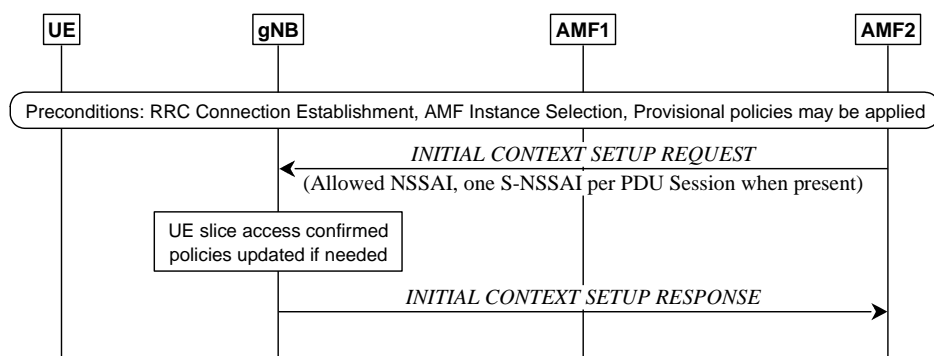 UE gNB AMF1 AMF2
Preconditions: RRC Connection Establishment, AMF Instance Selection, Provisional policies may be applied
INITIAL CONTEXT SETUP REQUEST
(Allowed NSSAI, one S-NSSAI per PDU Session when present)
UE slice access confirmed
policies updated if needed
INITIAL CONTEXT SETUP RESPONSE